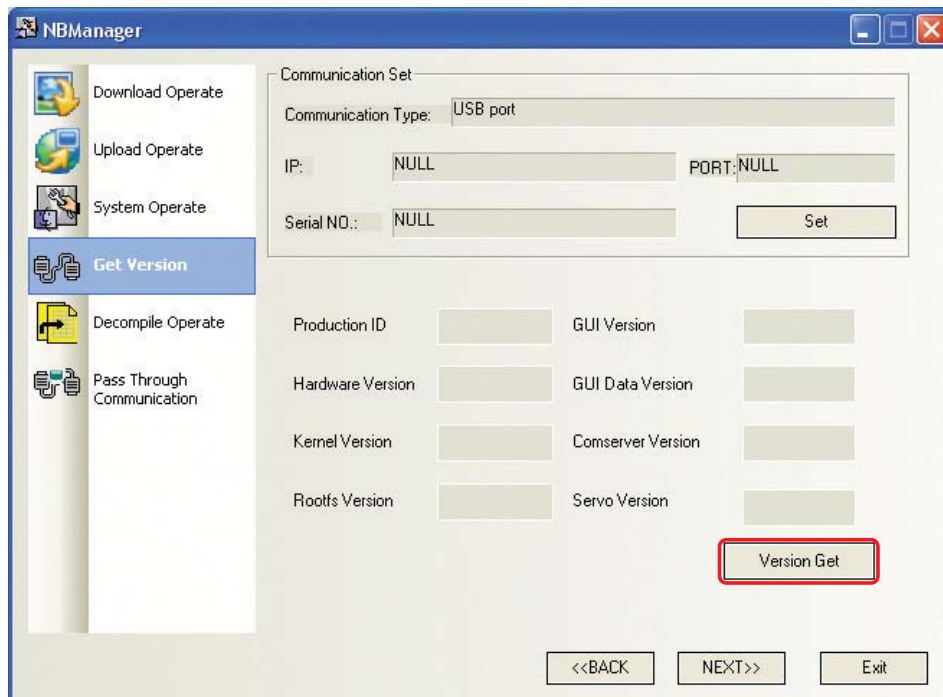 NBManager
Download Operate
Upload Operate
System Operate
Get Version
Decompile Operate
Pass Through
Communication
Communication Set
Communication Type: USB port
IP: NULL PORT: NULL
Serial NO.: NULL Set
Production ID GUI Version
Hardware Version GUI Data Version
Kernel Version Comserver Version
Rootfs Version Servo Version
Version Get
<<BACK NEXT>> Exit